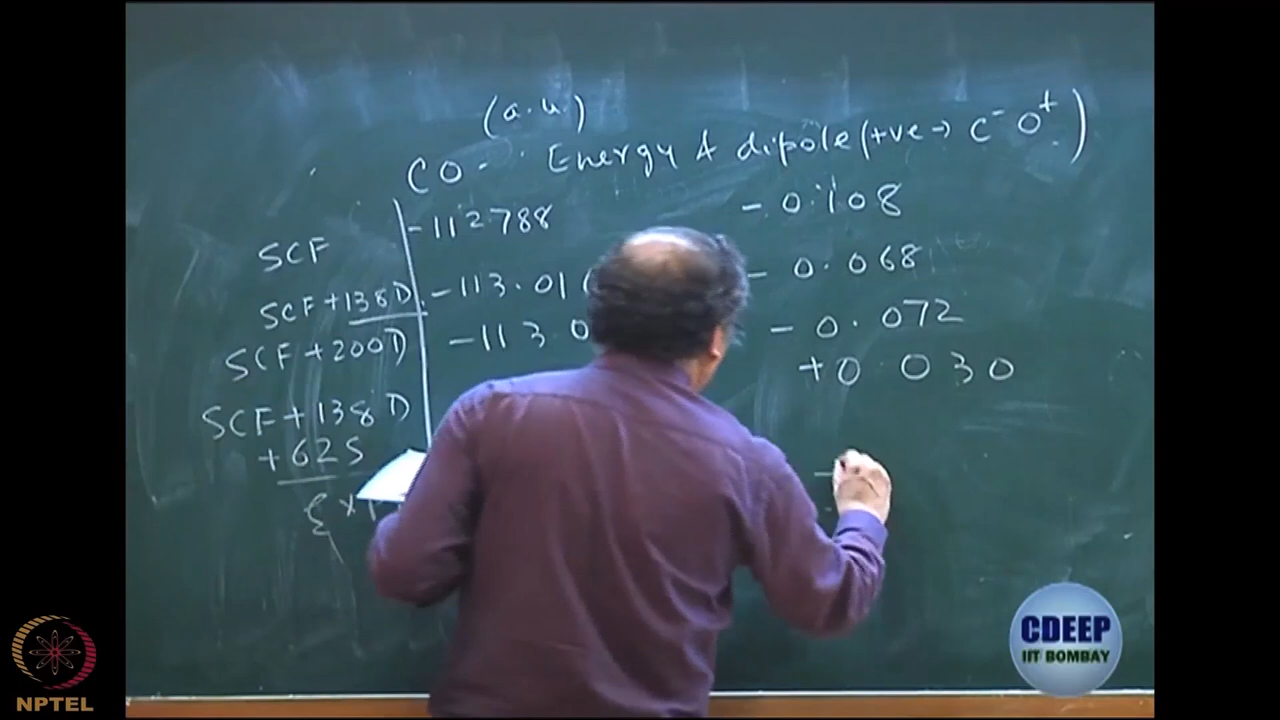 (a.u.)
CO - Energy & dipole (+ve → C⁻ O⁺)
SCF -112.788 - 0.108
SCF+138D -113.01 - 0.068
SCF+200D -113.0 - 0.072
SCF+138D +0.030
+62S
NPTEL
CDEEP
IIT BOMBAY